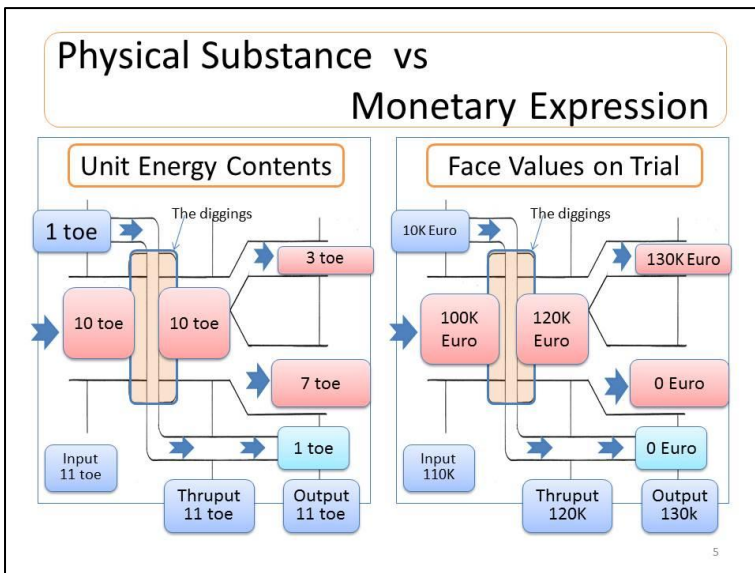 Physical Substance vs
Monetary Expression
Unit Energy Contents
The diggings
1 toe
3 toe
10 toe
10 toe
7 toe
1 toe
Input
11 toe
Thruput
11 toe
Output
11 toe
Face Values on Trial
The diggings
10K Euro
130K Euro
100K
Euro
120K
Euro
0 Euro
0 Euro
Input
110K
Thruput
120K
Output
130k
5